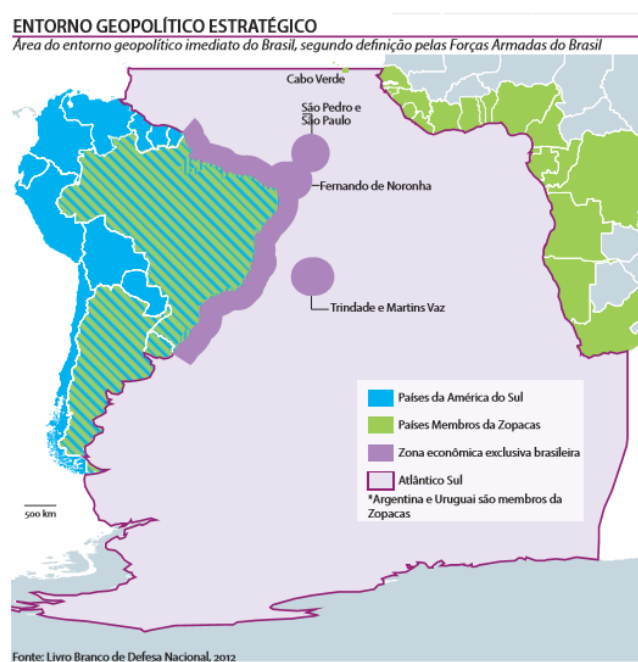 ENTORNO GEOPOLÍTICO ESTRATÉGICO
Área do entorno geopolítico imediato do Brasil, segundo definição pelas Forças Armadas do Brasil
Cabo Verde
São Pedro e
São Paulo
Fernando de Noronha
Trindade e Martins Vaz
Países da América do Sul
Países Membros da Zopacas
Zona econômica exclusiva brasileira
Atlântico Sul
*Argentina e Uruguai são membros da
Zopacas
500 km
Fonte: Livro Branco de Defesa Nacional, 2012